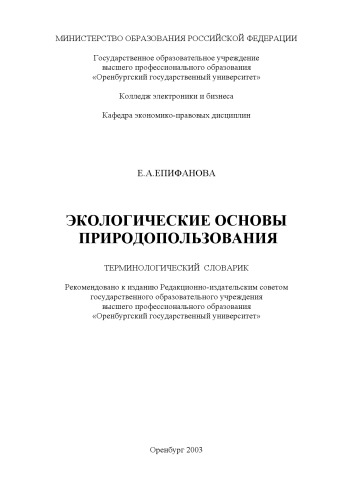 МИНИСТЕРСТВО ОБРАЗОВАНИЯ РОССИЙСКОЙ ФЕДЕРАЦИИ
Государственное образовательное учреждение
высшего профессионального образования
«Оренбургский государственный университет»
Колледж электроники и бизнеса
Кафедра экономико-правовых дисциплин
Е.А.ЕПИФАНОВА
ЭКОЛОГИЧЕСКИЕ ОСНОВЫ
ПРИРОДОПОЛЬЗОВАНИЯ
ТЕРМИНОЛОГИЧЕСКИЙ СЛОВАРИК
Рекомендовано к изданию Редакционно-издательским советом
государственного образовательного учреждения
высшего профессионального образования
«Оренбургский государственный университет»
Оренбург 2003